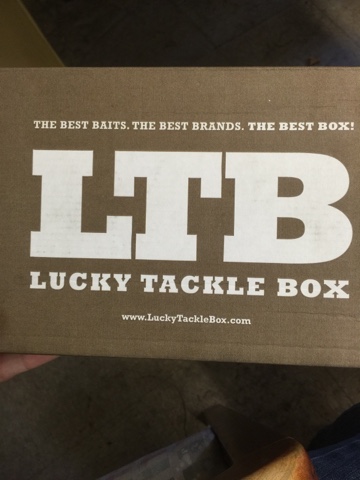 THE BEST BAITS. THE BEST BRANDS. THE BEST BOX!
LTB
LUCKY TACKLE BOX
www.LuckyTackleBox.com